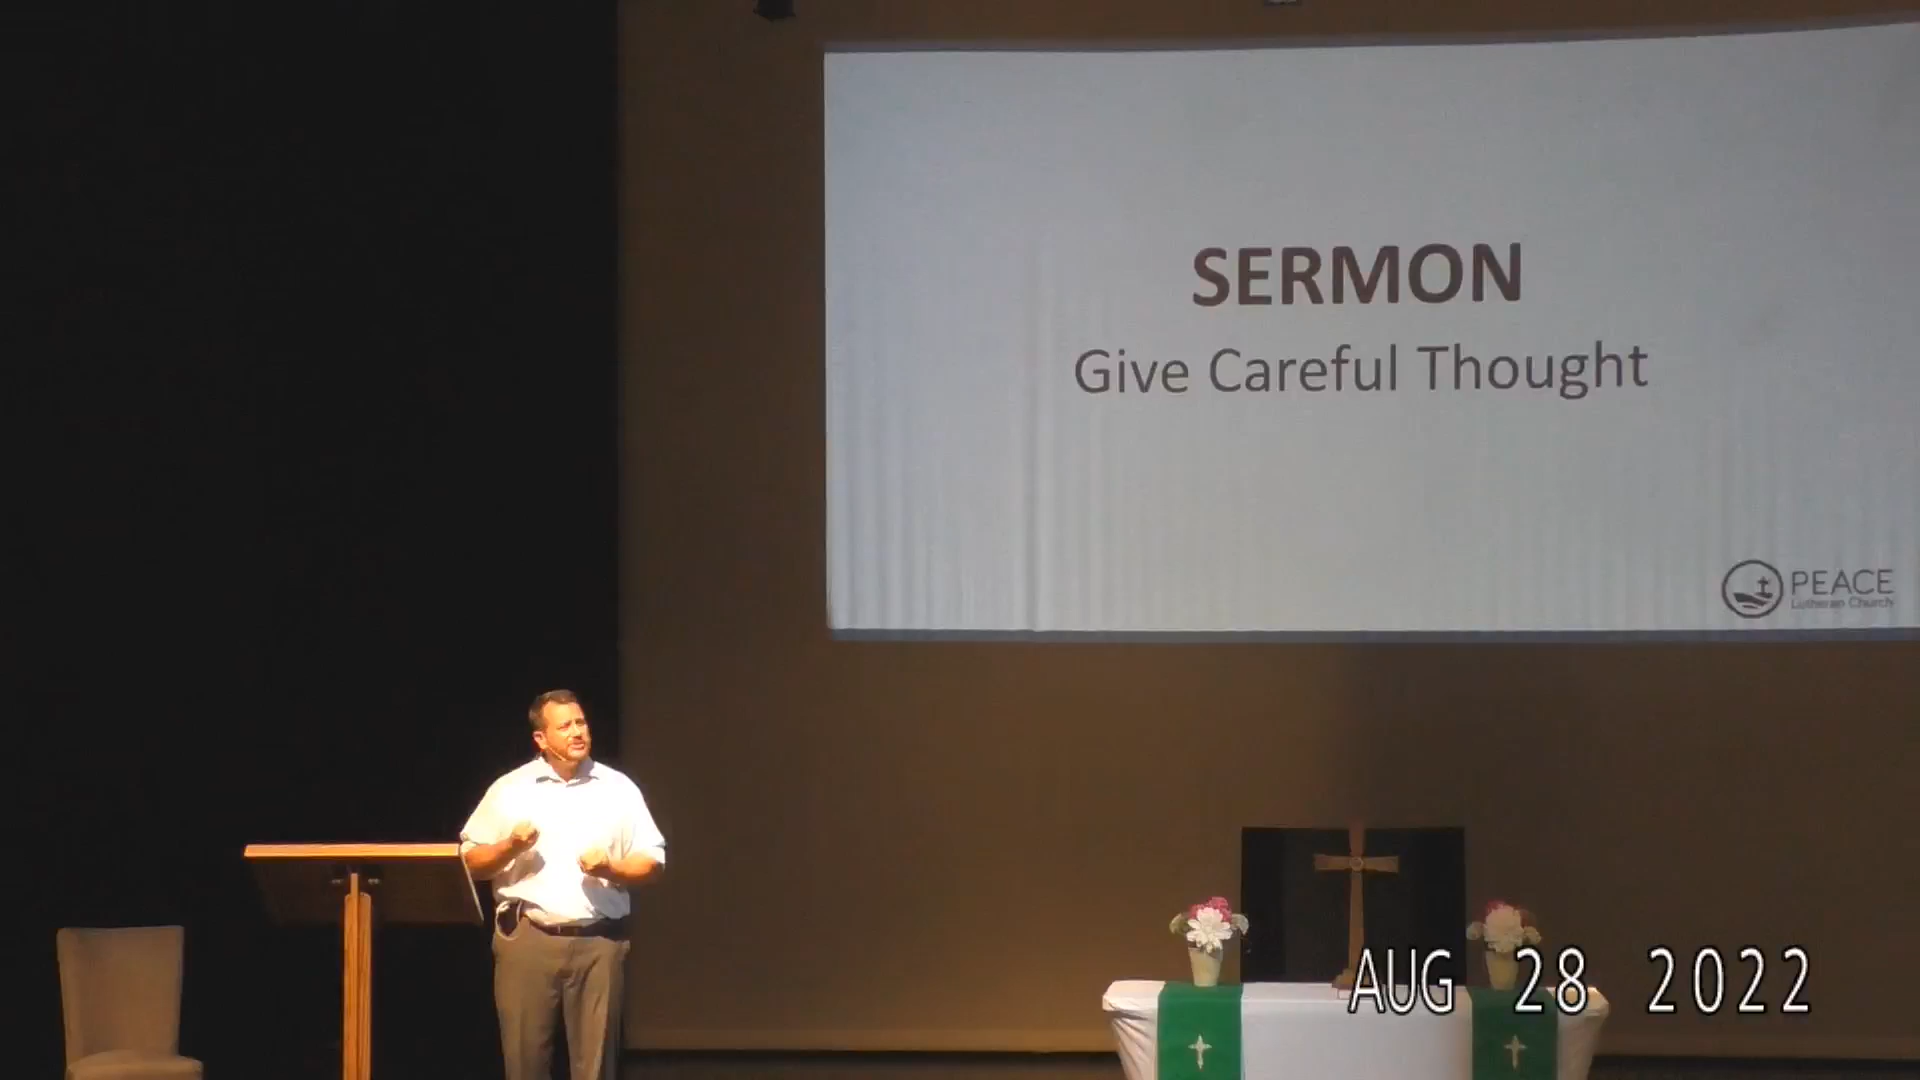 SERMON
Give Careful Thought
PEACE
Lutheran Church
AUG 28 2022